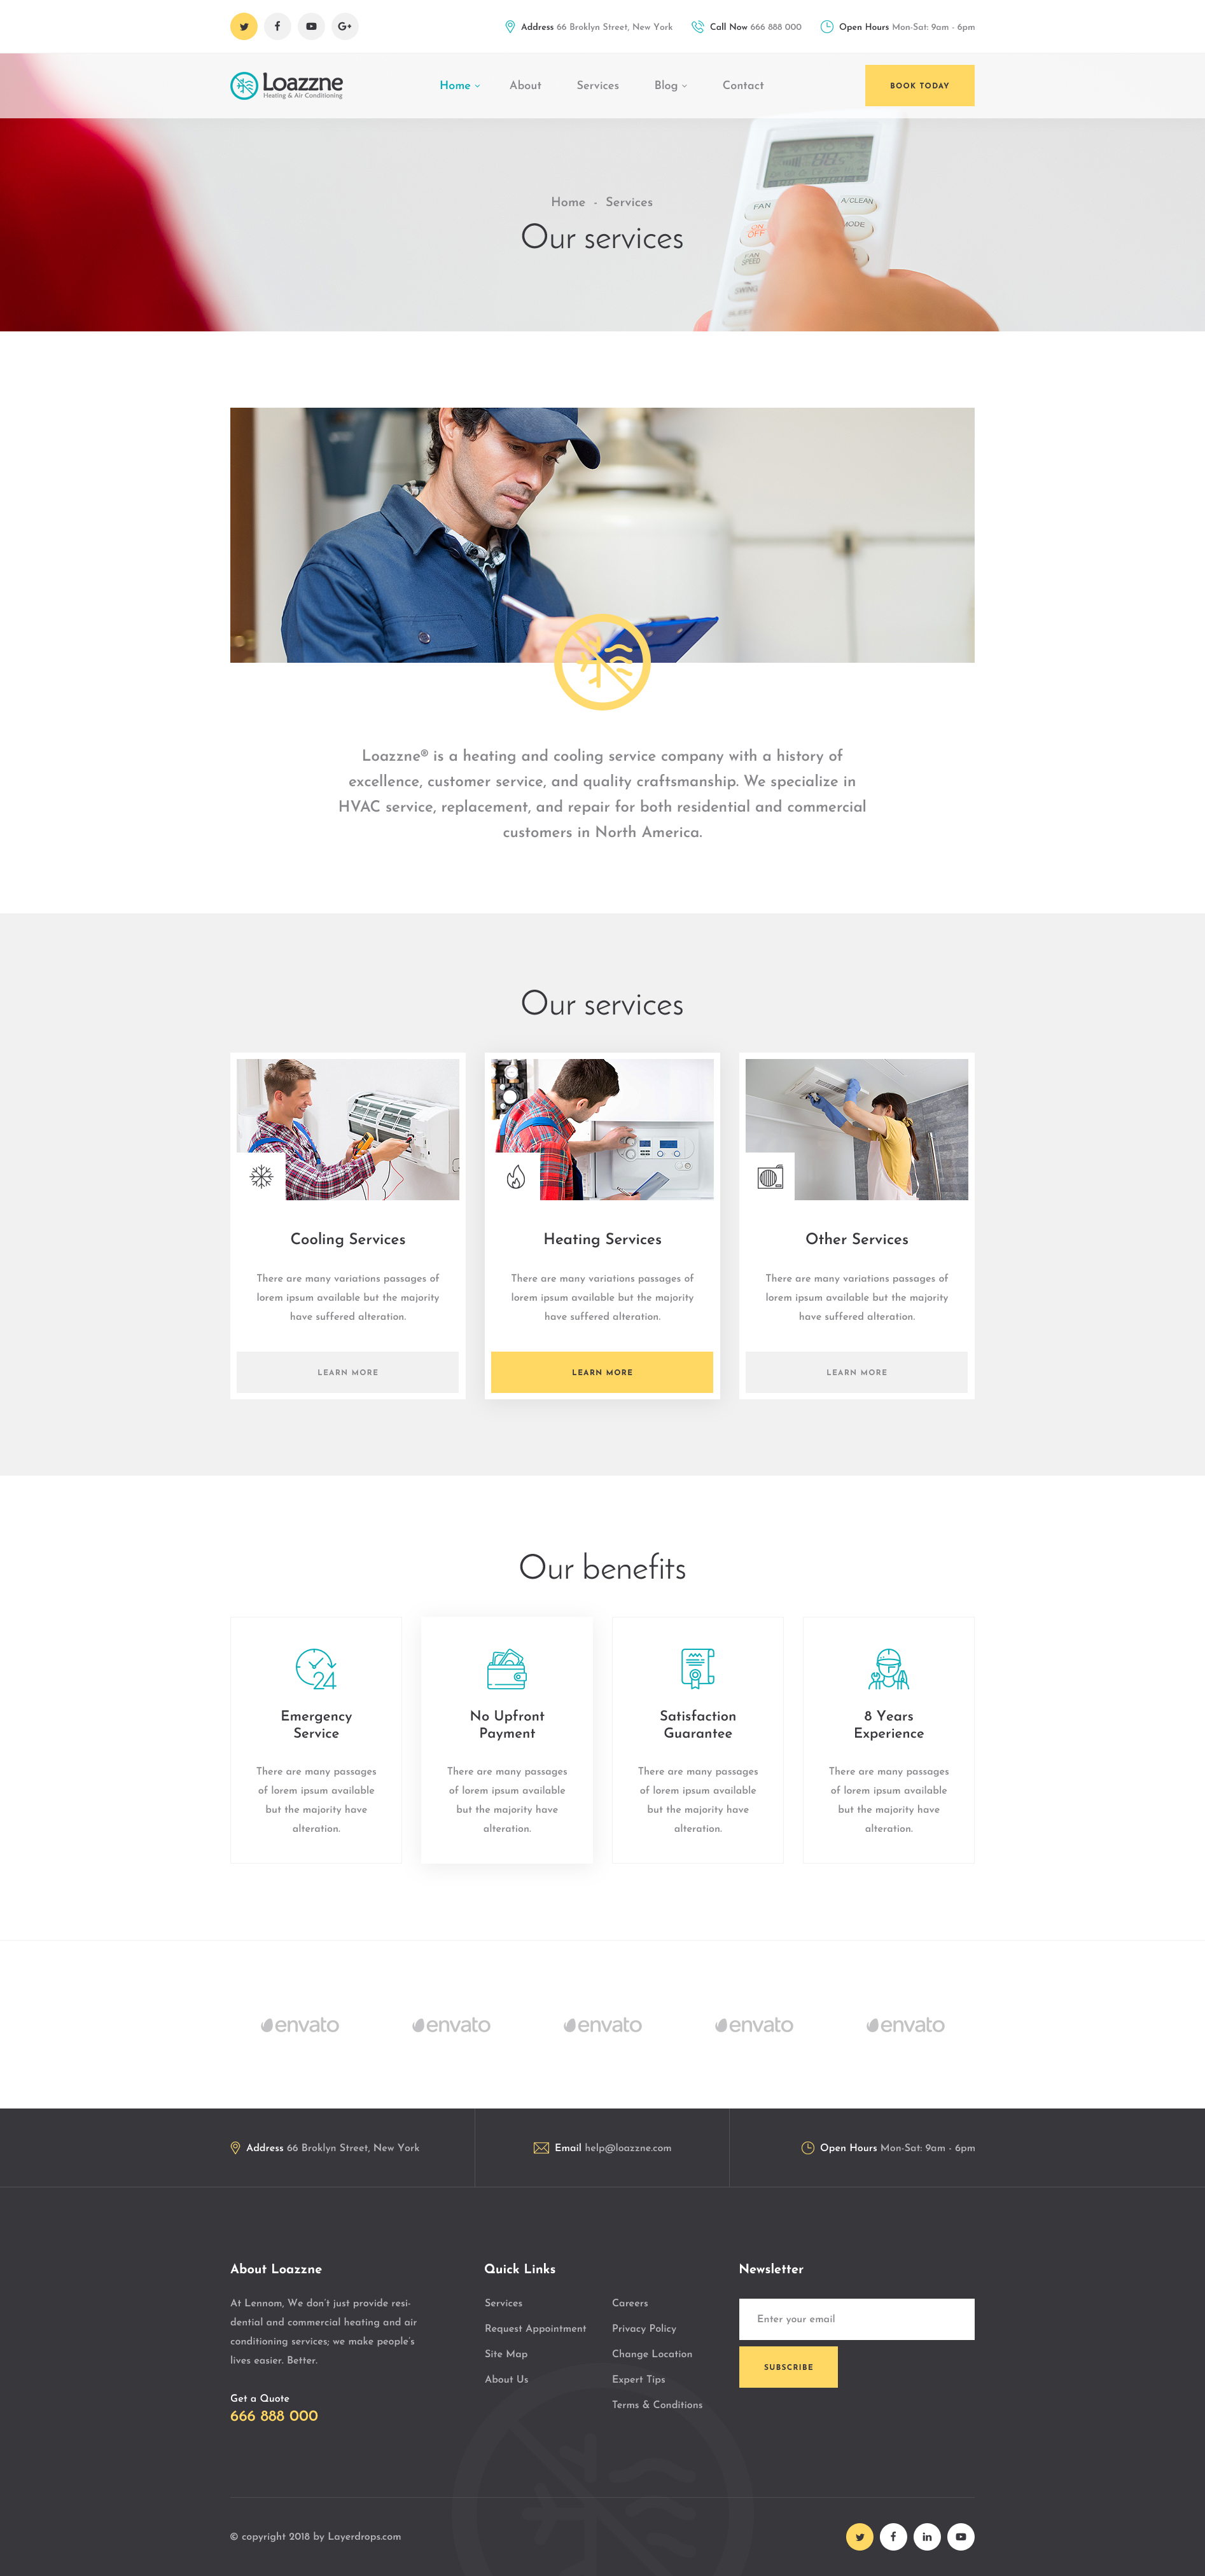 Address 66 Broklyn Street, New York
Call Now 666 888 000
Open Hours Mon-Sat: 9am - 6pm
Loazzne
Heating & Air Conditioning
Home
About
Services
Blog
Contact
BOOK TODAY
FAN
A/CLEAN
ON
OFF
MODE
FAN
SPEED
SWING
Home - Services
Our services
Loazzne® is a heating and cooling service company with a history of
excellence, customer service, and quality craftsmanship. We specialize in
HVAC service, replacement, and repair for both residential and commercial
customers in North America.
Our services
Cooling Services
There are many variations passages of
lorem ipsum available but the majority
have suffered alteration.
LEARN MORE
Heating Services
There are many variations passages of
lorem ipsum available but the majority
have suffered alteration.
LEARN MORE
Other Services
There are many variations passages of
lorem ipsum available but the majority
have suffered alteration.
LEARN MORE
Our benefits
24
Emergency
Service
There are many passages
of lorem ipsum available
but the majority have
alteration.
No Upfront
Payment
There are many passages
of lorem ipsum available
but the majority have
alteration.
Satisfaction
Guarantee
There are many passages
of lorem ipsum available
but the majority have
alteration.
8 Years
Experience
There are many passages
of lorem ipsum available
but the majority have
alteration.
envato
envato
envato
envato
envato
Address 66 Broklyn Street, New York
Email help@loazzne.com
Open Hours Mon-Sat: 9am - 6pm
About Loazzne
At Lennom, We don't just provide resi-
dential and commercial heating and air
conditioning services; we make people's
lives easier. Better.
Get a Quote
666 888 000
Quick Links
Services
Request Appointment
Site Map
About Us
Careers
Privacy Policy
Change Location
Expert Tips
Terms & Conditions
Newsletter
Enter your email
SUBSCRIBE
© copyright 2018 by Layerdrops.com